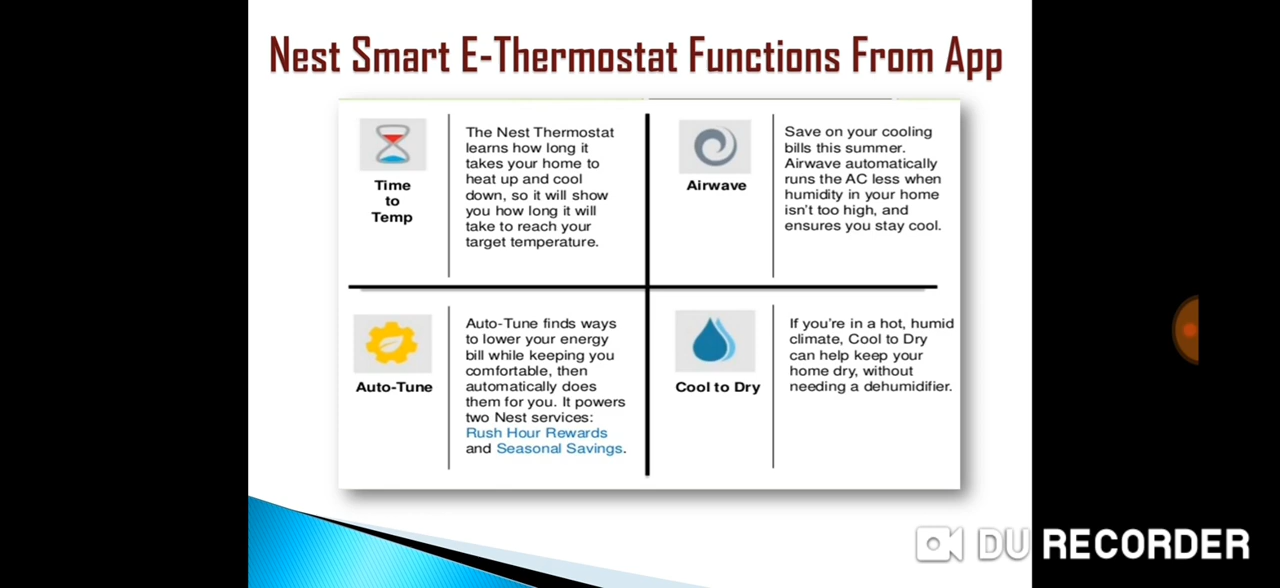 Nest Smart E-Thermostat Functions From App
Time
to
Temp
The Nest Thermostat
learns how long it
takes your home to
heat up and cool
down, so it will show
you how long it will
take to reach your
target temperature.
Airwave
Save on your cooling
bills this summer.
Airwave automatically
runs the AC less when
humidity in your home
isn't too high, and
ensures you stay cool.
Auto-Tune
Auto-Tune finds ways
to lower your energy
bill while keeping you
comfortable, then
automatically does
them for you. It powers
two Nest services:
Rush Hour Rewards
and Seasonal Savings.
Cool to Dry
If you're in a hot, humid
climate, Cool to Dry
can help keep your
home dry, without
needing a dehumidifier.
DU RECORDER